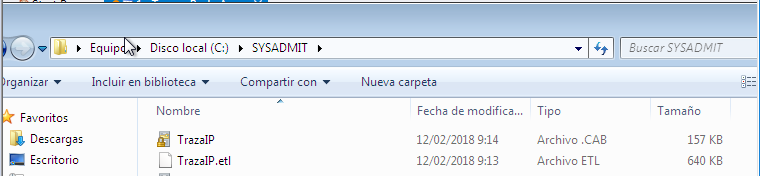 Equipo Disco local (C:) SYSADMIT Buscar SYSADMIT
Organizar Incluir en biblioteca Compartir con Nueva carpeta
Favoritos
Descargas
Escritorio
Nombre Fecha de modifica... Tipo Tamaño
TrazaIP 12/02/2018 9:14 Archivo .CAB 157 KB
TrazaIP.etl 12/02/2018 9:13 Archivo ETL 640 KB